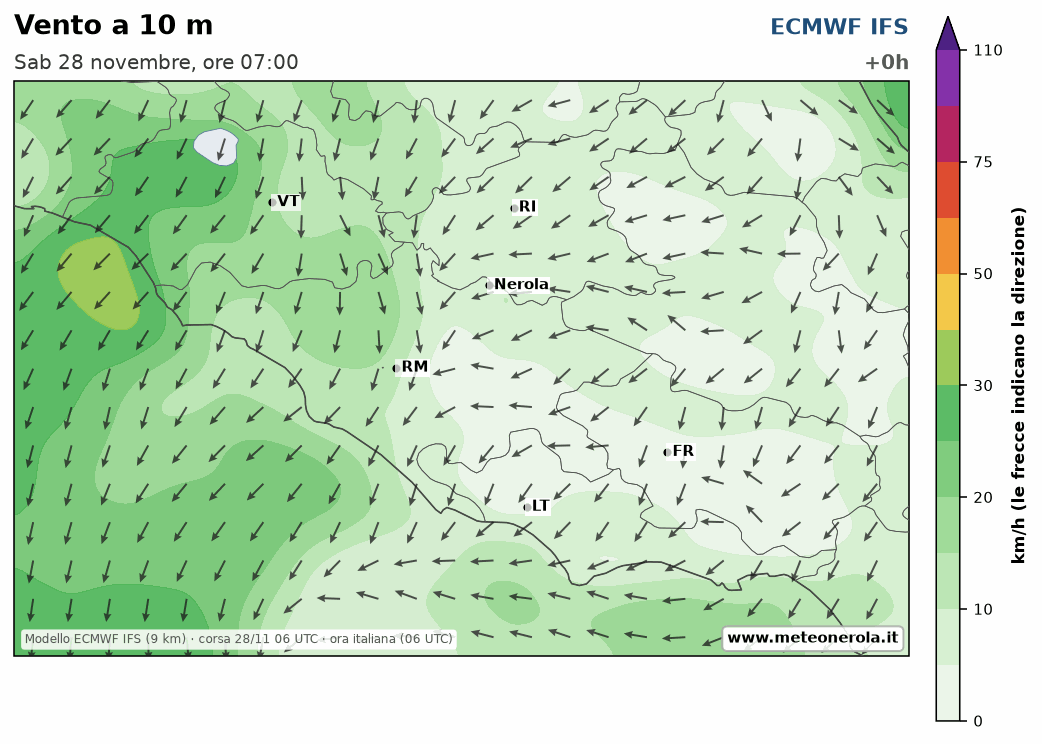 Vento a 10 m
ECMWF IFS
Sab 28 novembre, ore 07:00
+0h
110
75
50
30
20
10
0
km/h (le frecce indicano la direzione)
VT
RI
Nerola
RM
FR
LT
Modello ECMWF IFS (9 km) · corsa 28/11 06 UTC · ora italiana (06 UTC)
www.meteonerola.it